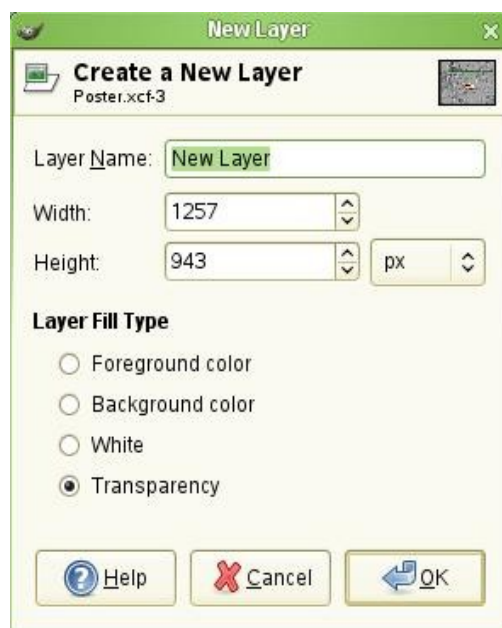 New Layer
Create a New Layer
Poster.xcf-3
Layer Name: New Layer
Width: 1257
Height: 943 px
Layer Fill Type
Foreground color
Background color
White
Transparency
Help Cancel OK